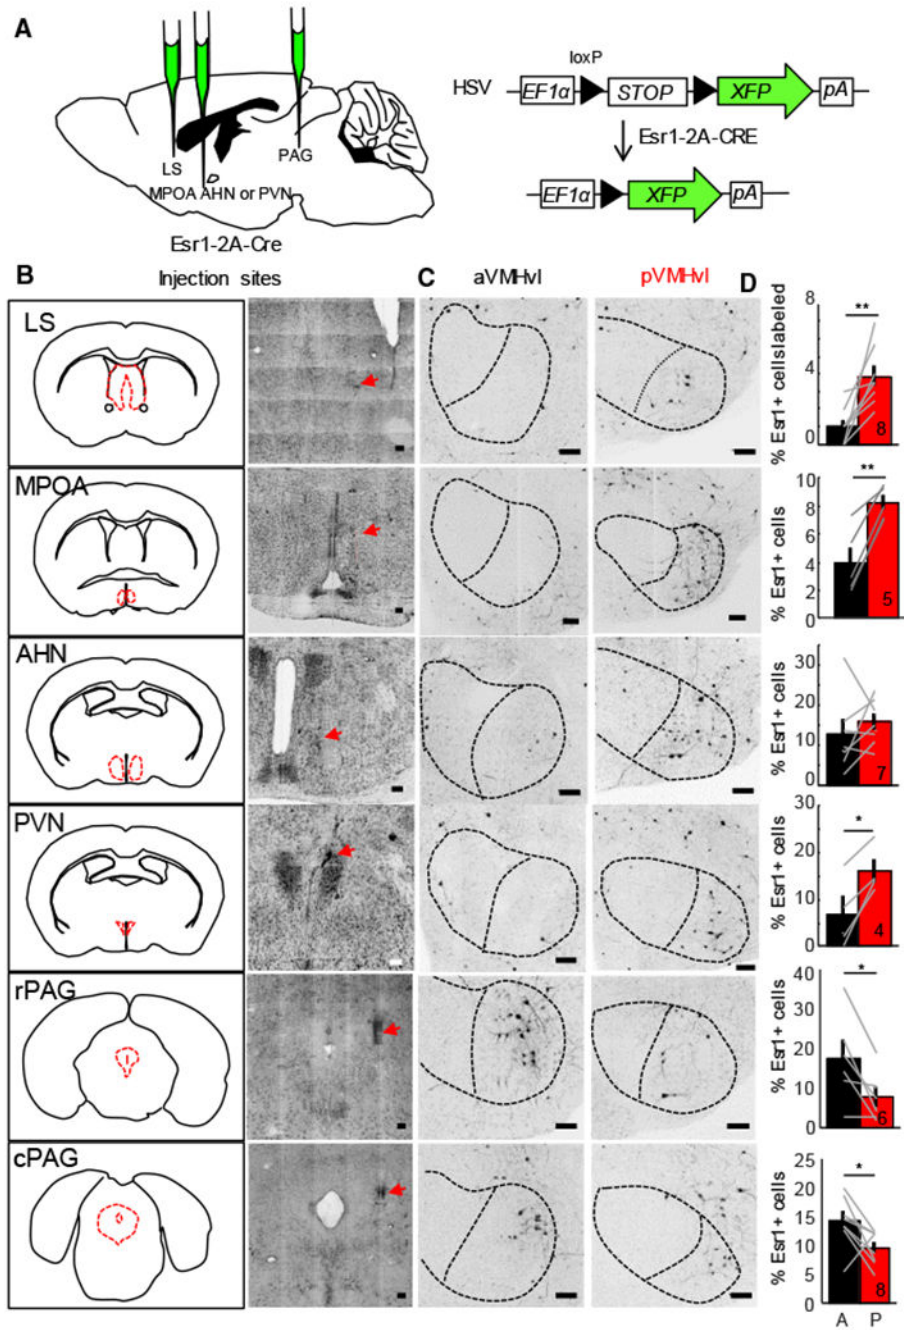 A
loxP
HSV
EF1α
STOP
XFP
pA
Esr1-2A-CRE
EF1α
XFP
pA
LS
PAG
MPOA AHN or PVN
Esr1-2A-Cre
B
Injection sites
C
aVMHvl
pVMHvl
D
LS
% Esr1+ cellslabeled
8
4
0
**
8
MPOA
% Esr1+ cells
10
8
6
4
2
0
**
5
AHN
% Esr1+ cells
30
20
10
0
7
PVN
% Esr1+ cells
30
20
10
0
*
4
rPAG
% Esr1+ cells
40
30
20
10
0
*
6
cPAG
% Esr1+ cells
25
20
15
10
5
0
*
8
A P